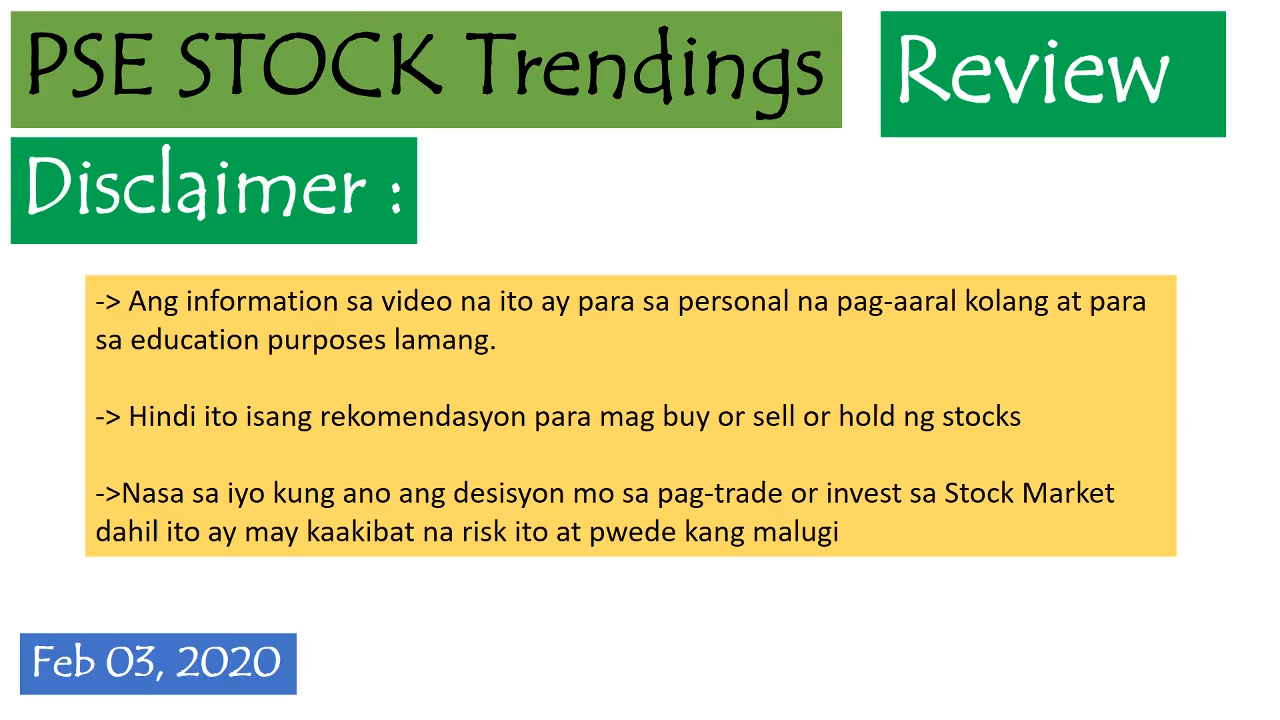 PSE STOCK Trendings
Review
Disclaimer :
-> Ang information sa video na ito ay para sa personal na pag-aaral kolang at para
sa education purposes lamang.
-> Hindi ito isang rekomendasyon para mag buy or sell or hold ng stocks
->Nasa sa iyo kung ano ang desisyon mo sa pag-trade or invest sa Stock Market
dahil ito ay may kaakibat na risk ito at pwede kang malugi
Feb 03, 2020